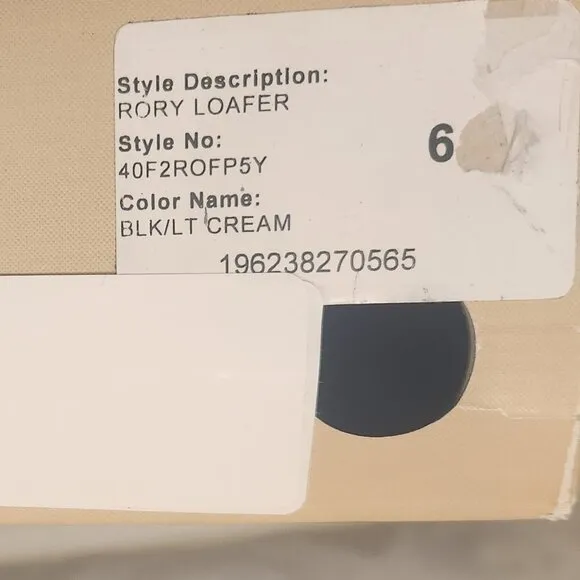 Style Description:
RORY LOAFER
Style No:
40F2ROFP5Y
6
Color Name:
BLK/LT CREAM
196238270565